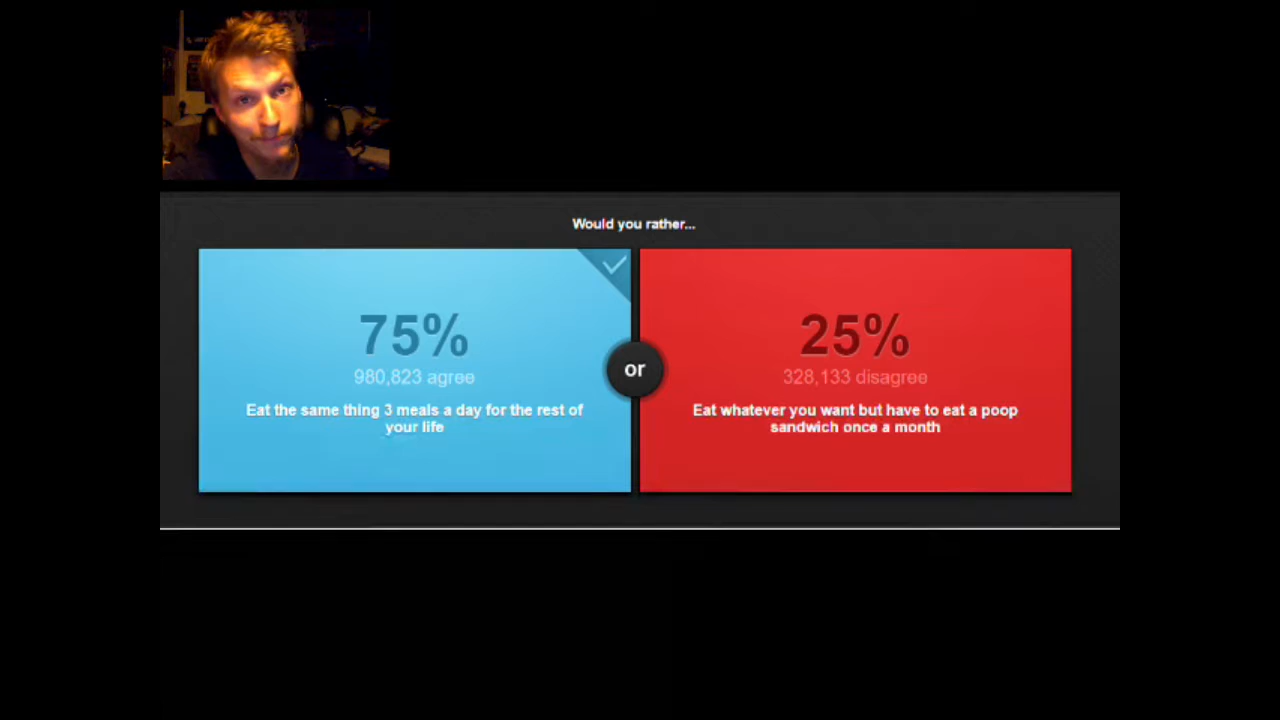 Would you rather...
75%
980,823 agree
Eat the same thing 3 meals a day for the rest of
your life
or
25%
328,133 disagree
Eat whatever you want but have to eat a poop
sandwich once a month